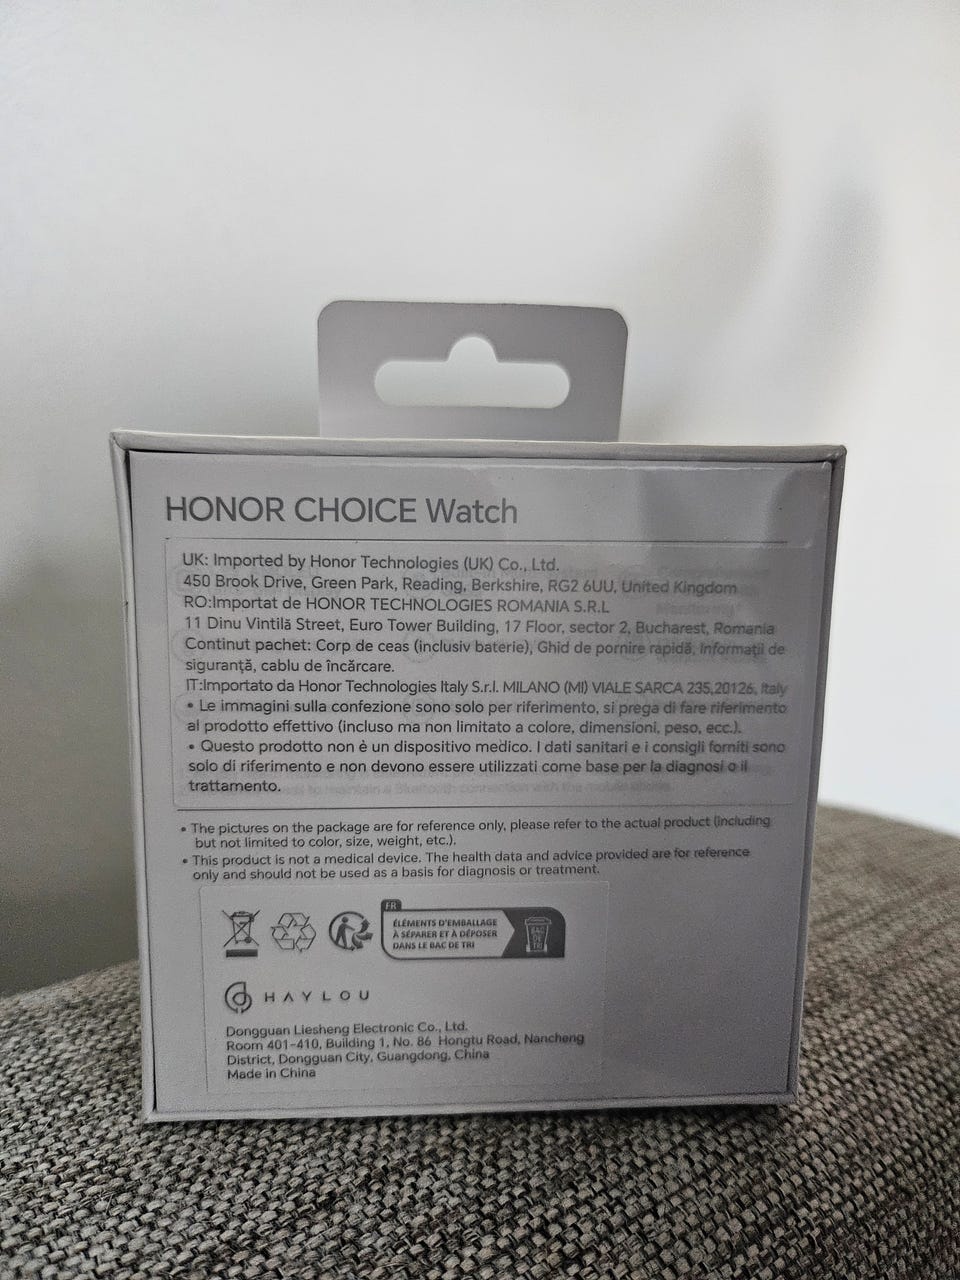 HONOR CHOICE Watch
UK: Imported by Honor Technologies (UK) Co., Ltd.
450 Brook Drive, Green Park, Reading, Berkshire, RG2 6UU, United Kingdom
RO:Importat de HONOR TECHNOLOGIES ROMANIA S.R.L
11 Dinu Vintilă Street, Euro Tower Building, 17 Floor, sector 2, Bucharest, Romania
Continut pachet: Corp de ceas (inclusiv baterie), Ghid de pornire rapidă, Informaţii de
siguranţă, cablu de încărcare.
IT:Importato da Honor Technologies Italy S.r.l. MILANO (MI) VIALE SARCA 235,20126, Italy
• Le immagini sulla confezione sono solo per riferimento, si prega di fare riferimento
al prodotto effettivo (incluso ma non limitato a colore, dimensioni, peso, ecc.).
• Questo prodotto non è un dispositivo medico. I dati sanitari e i consigli forniti sono
solo di riferimento e non devono essere utilizzati come base per la diagnosi o il
trattamento.
• The pictures on the package are for reference only, please refer to the actual product (including
but not limited to color, size, weight, etc.).
• This product is not a medical device. The health data and advice provided are for reference
only and should not be used as a basis for diagnosis or treatment.
FR
ÉLÉMENTS D'EMBALLAGE
À SÉPARER ET À DÉPOSER
DANS LE BAC DE TRI
BAC
DE
TRI
HAYLOU
Dongguan Liesheng Electronic Co., Ltd.
Room 401-410, Building 1, No. 86 Hongtu Road, Nancheng
District, Dongguan City, Guangdong, China
Made in China